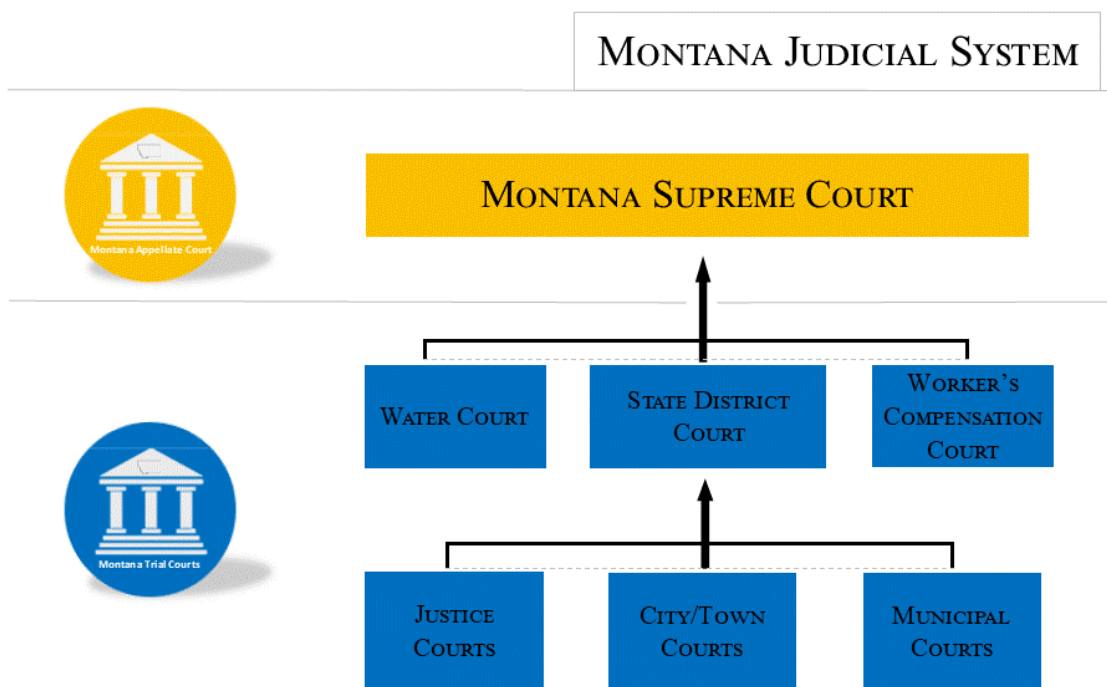 MONTANA JUDICIAL SYSTEM
Montana Appellate Court
MONTANA SUPREME COURT
WATER COURT
STATE DISTRICT
COURT
WORKER'S
COMPENSATION
COURT
Montana Trial Courts
JUSTICE
COURTS
CITY/TOWN
COURTS
MUNICIPAL
COURTS